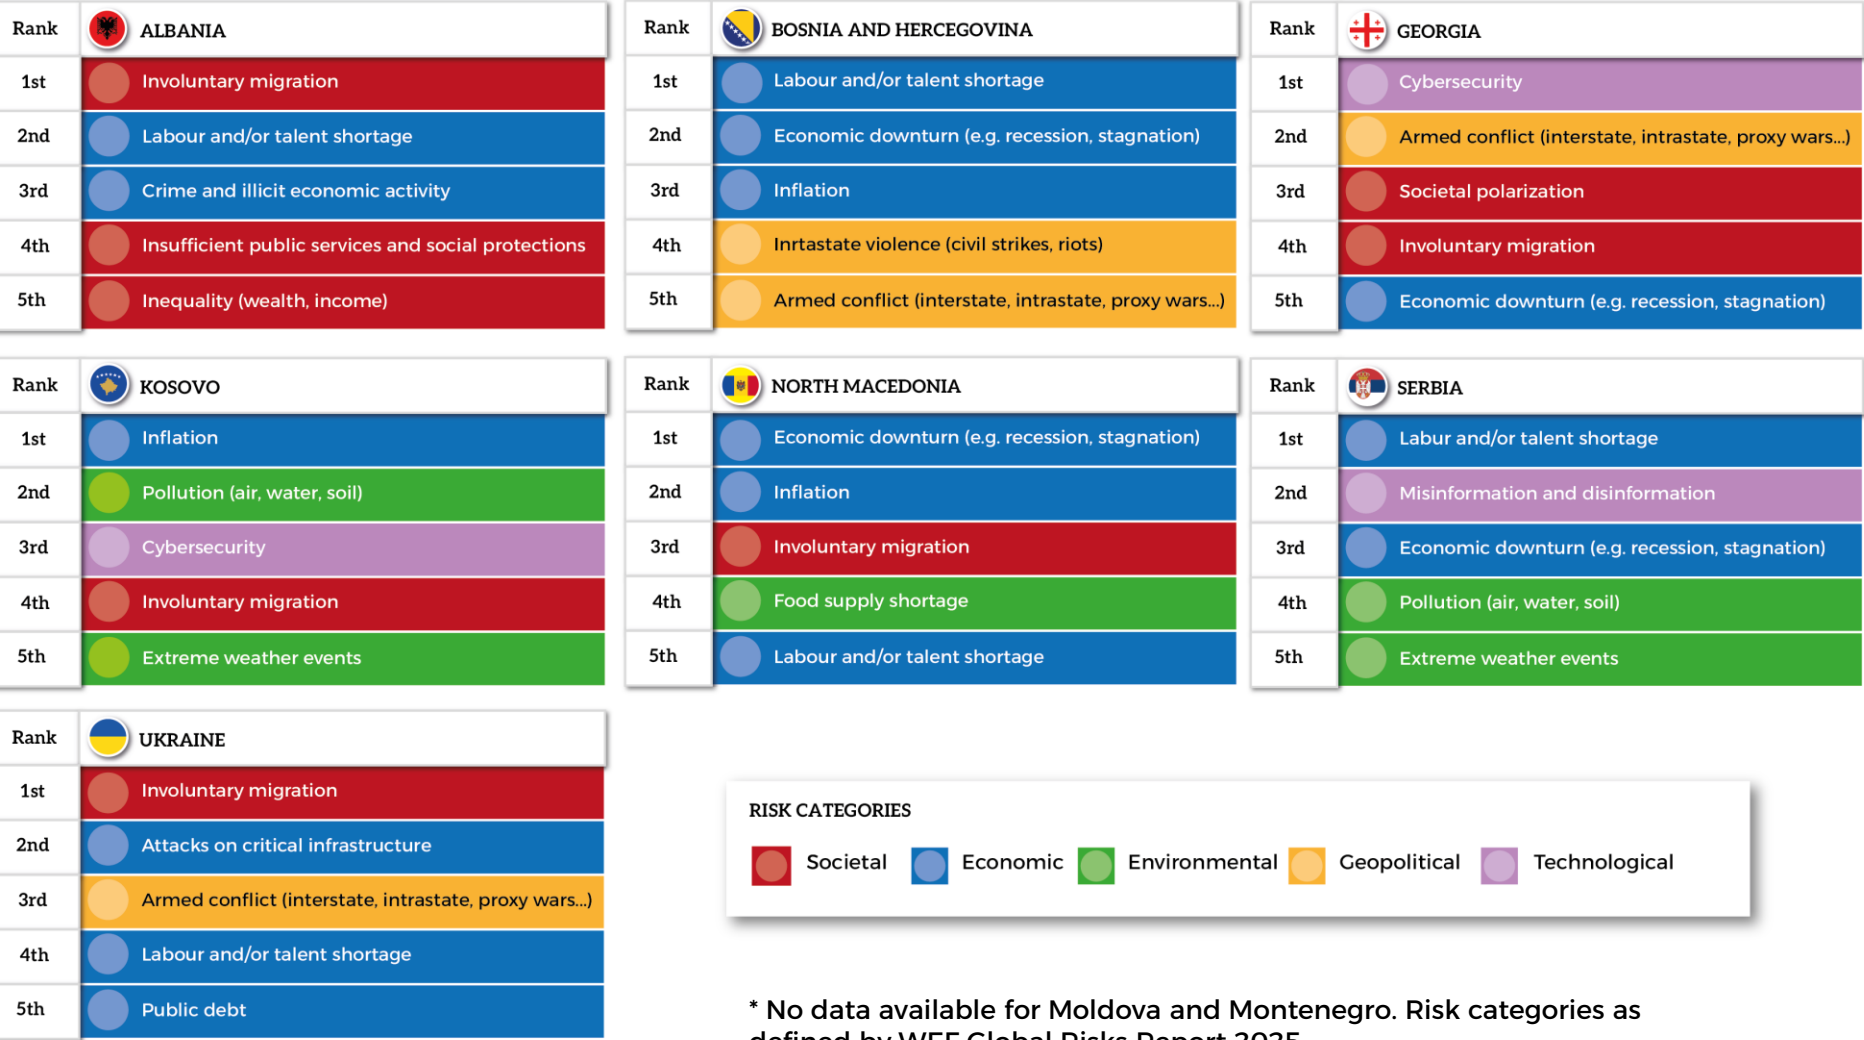 Rank ALBANIA
1st Involuntary migration
2nd Labour and/or talent shortage
3rd Crime and illicit economic activity
4th Insufficient public services and social protections
5th Inequality (wealth, income)
Rank BOSNIA AND HERCEGOVINA
1st Labour and/or talent shortage
2nd Economic downturn (e.g. recession, stagnation)
3rd Inflation
4th Inrtastate violence (civil strikes, riots)
5th Armed conflict (interstate, intrastate, proxy wars...)
Rank GEORGIA
1st Cybersecurity
2nd Armed conflict (interstate, intrastate, proxy wars...)
3rd Societal polarization
4th Involuntary migration
5th Economic downturn (e.g. recession, stagnation)
Rank KOSOVO
1st Inflation
2nd Pollution (air, water, soil)
3rd Cybersecurity
4th Involuntary migration
5th Extreme weather events
Rank NORTH MACEDONIA
1st Economic downturn (e.g. recession, stagnation)
2nd Inflation
3rd Involuntary migration
4th Food supply shortage
5th Labour and/or talent shortage
Rank SERBIA
1st Labur and/or talent shortage
2nd Misinformation and disinformation
3rd Economic downturn (e.g. recession, stagnation)
4th Pollution (air, water, soil)
5th Extreme weather events
Rank UKRAINE
1st Involuntary migration
2nd Attacks on critical infrastructure
3rd Armed conflict (interstate, intrastate, proxy wars...)
4th Labour and/or talent shortage
5th Public debt
RISK CATEGORIES
Societal Economic Environmental Geopolitical Technological
* No data available for Moldova and Montenegro. Risk categories as
defined by WEF Global Risks Report 2025